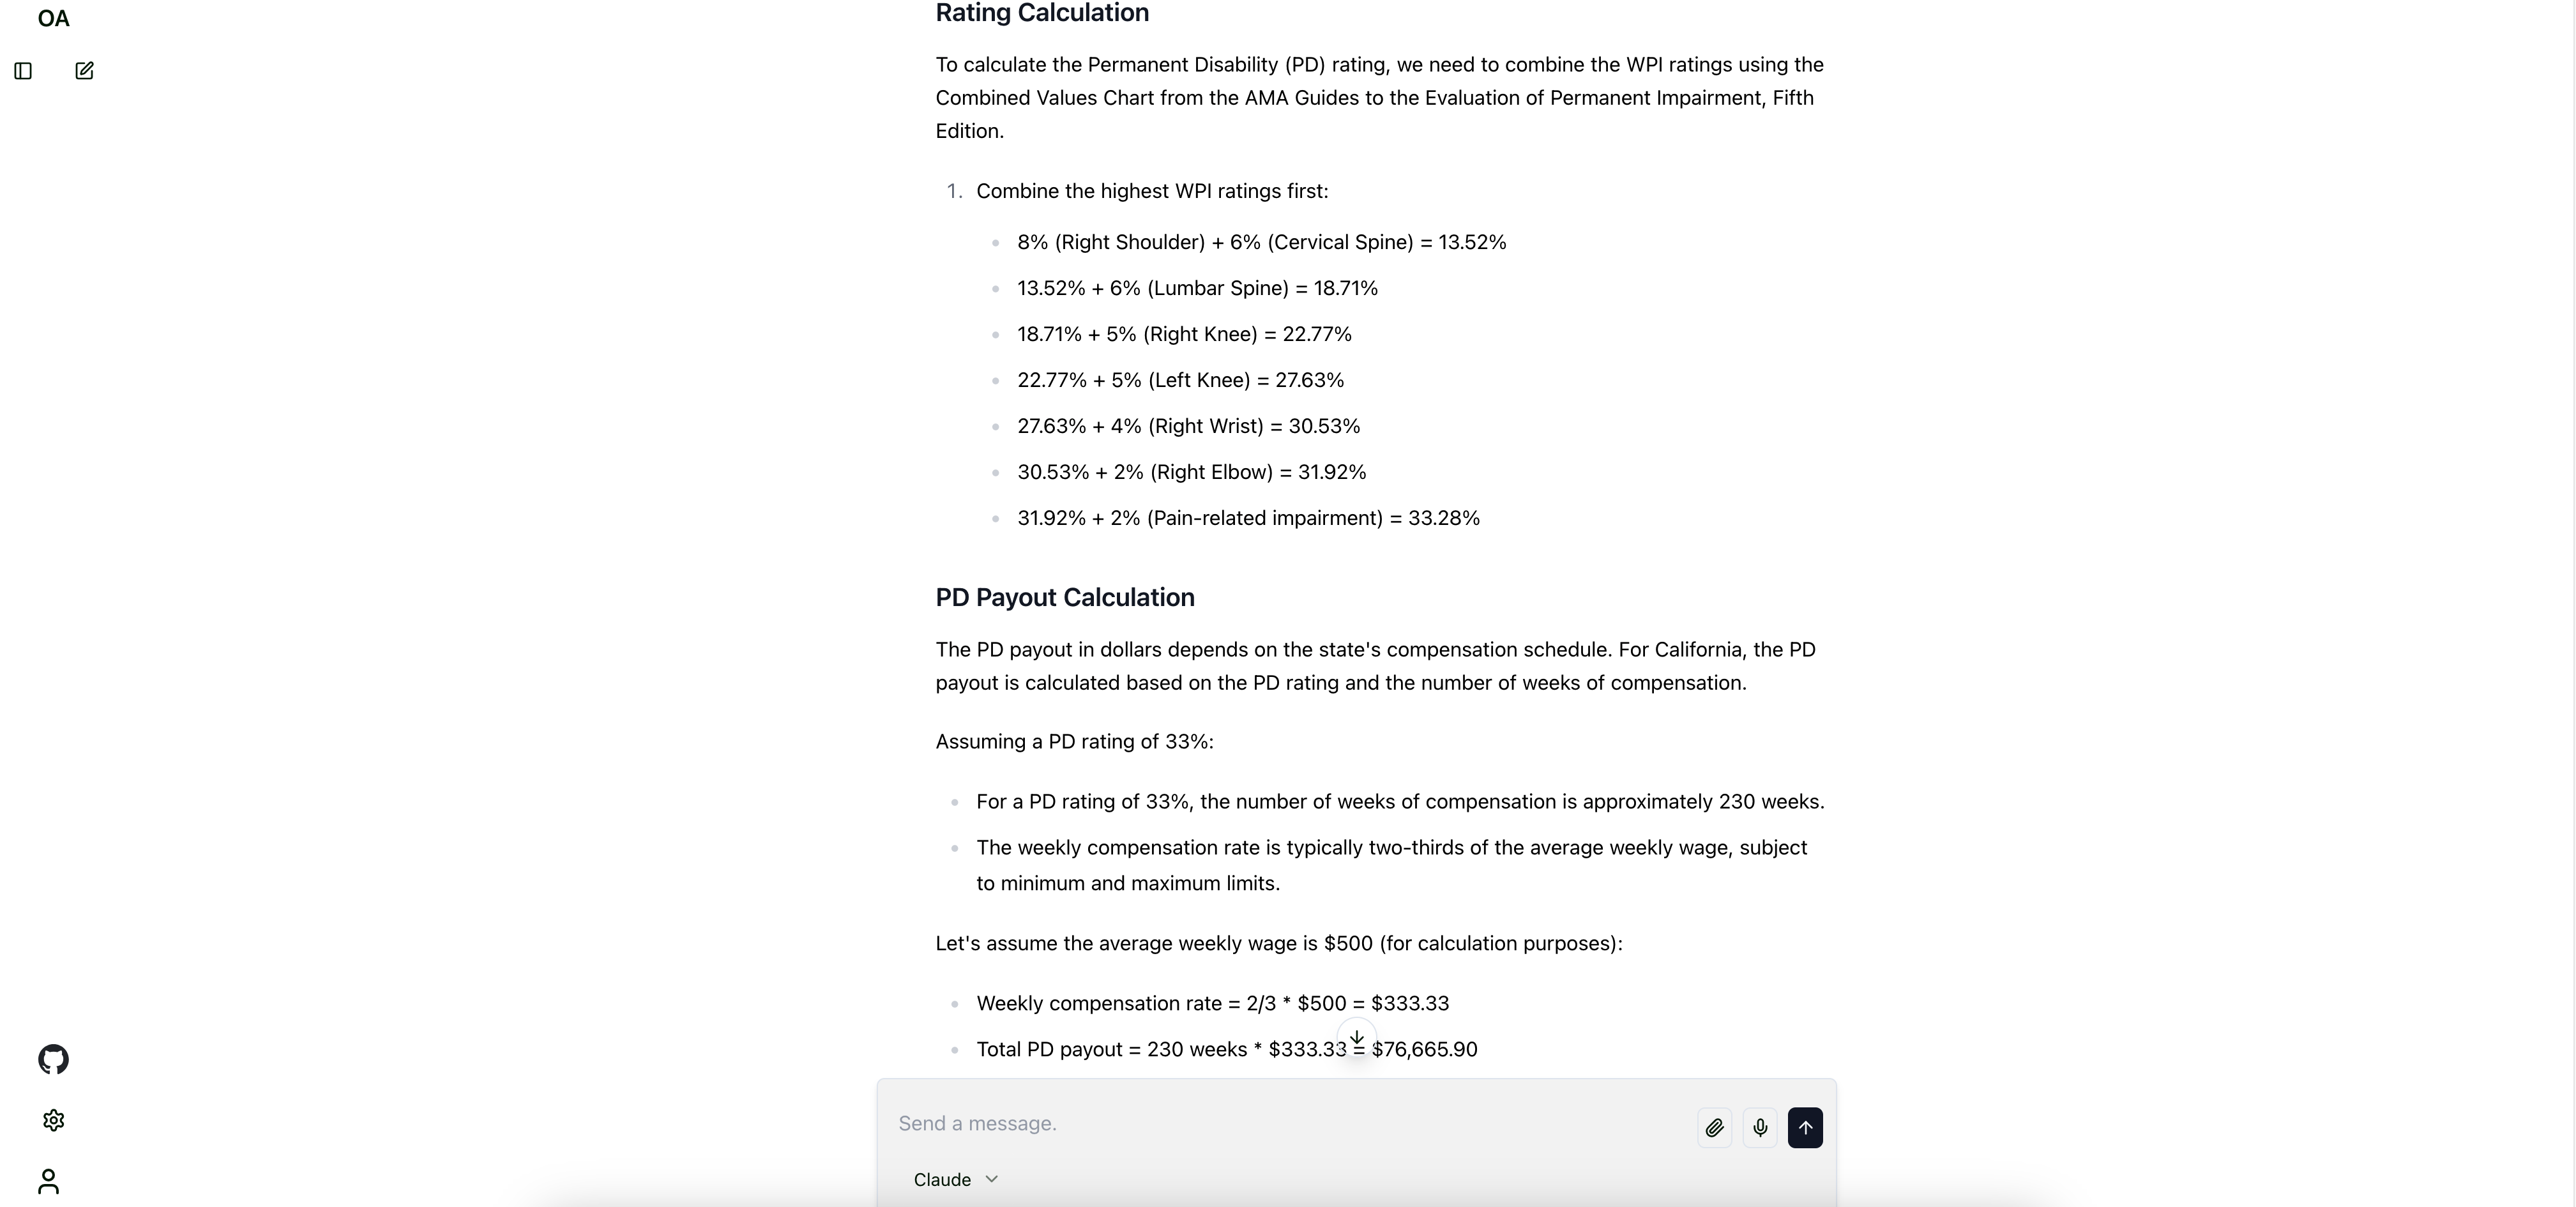 OA
Rating Calculation
To calculate the Permanent Disability (PD) rating, we need to combine the WPI ratings using the
Combined Values Chart from the AMA Guides to the Evaluation of Permanent Impairment, Fifth
Edition.
1. Combine the highest WPI ratings first:
8% (Right Shoulder) + 6% (Cervical Spine) = 13.52%
13.52% + 6% (Lumbar Spine) = 18.71%
18.71% + 5% (Right Knee) = 22.77%
22.77% + 5% (Left Knee) = 27.63%
27.63% + 4% (Right Wrist) = 30.53%
30.53% + 2% (Right Elbow) = 31.92%
31.92% + 2% (Pain-related impairment) = 33.28%
PD Payout Calculation
The PD payout in dollars depends on the state's compensation schedule. For California, the PD
payout is calculated based on the PD rating and the number of weeks of compensation.
Assuming a PD rating of 33%:
For a PD rating of 33%, the number of weeks of compensation is approximately 230 weeks.
The weekly compensation rate is typically two-thirds of the average weekly wage, subject
to minimum and maximum limits.
Let's assume the average weekly wage is $500 (for calculation purposes):
Weekly compensation rate = 2/3 * $500 = $333.33
Total PD payout = 230 weeks * $333.33 = $76,665.90
Send a message.
Claude